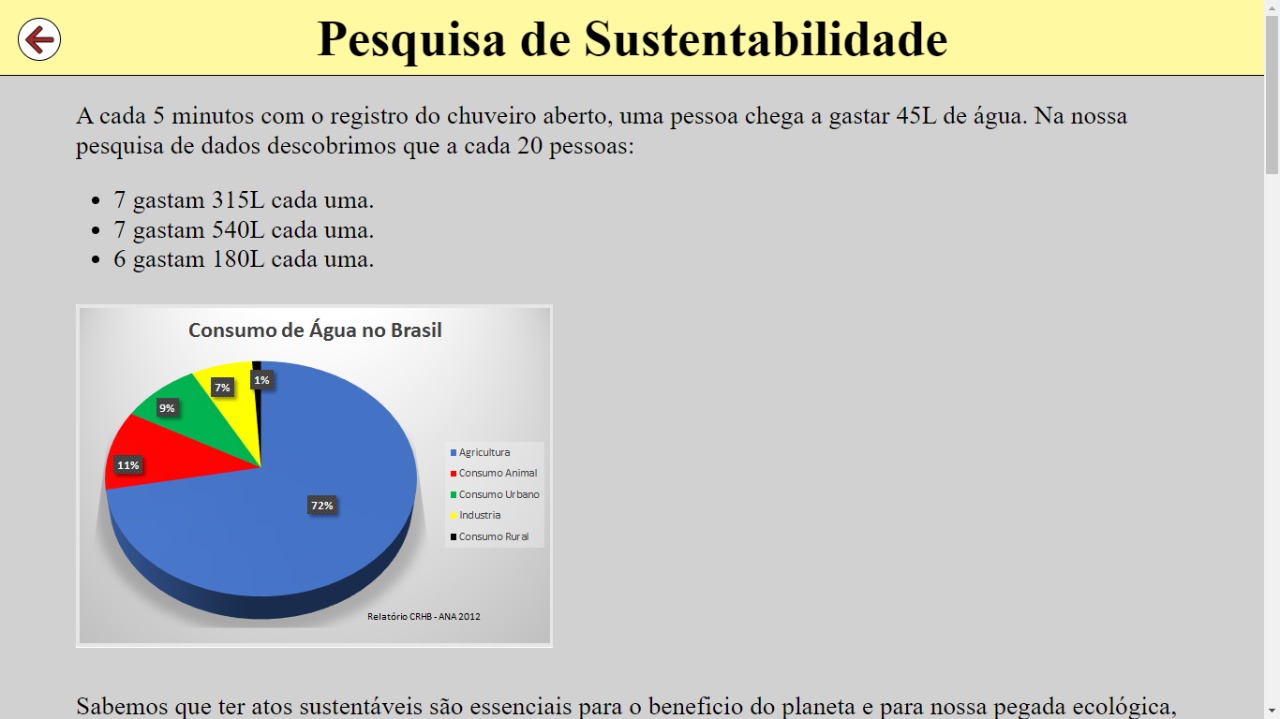 Pesquisa de Sustentabilidade
A cada 5 minutos com o registro do chuveiro aberto, uma pessoa chega a gastar 45L de água. Na nossa
pesquisa de dados descobrimos que a cada 20 pessoas:
7 gastam 315L cada uma.
7 gastam 540L cada uma.
6 gastam 180L cada uma.
Consumo de Água no Brasil
1%
7%
9%
11%
72%
Agricultura
Consumo Animal
Consumo Urbano
Industria
Consumo Rural
Relatório CRHB - ANA 2012
Sabemos que ter atos sustentáveis são essenciais para o beneficio do planeta e para nossa pegada ecológica,